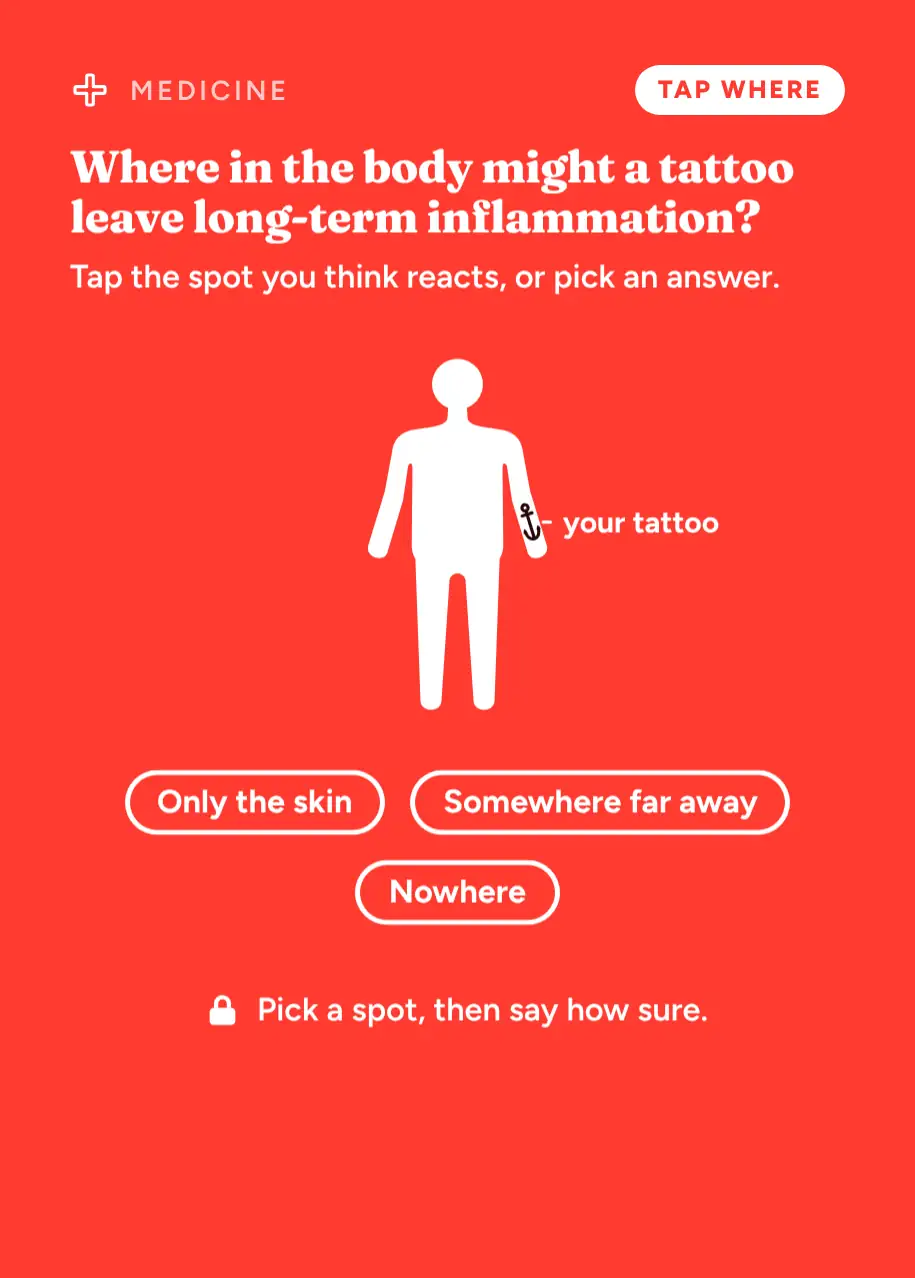 MEDICINE
TAP WHERE
Where in the body might a tattoo
leave long-term inflammation?
Tap the spot you think reacts, or pick an answer.
your tattoo
Only the skin
Somewhere far away
Nowhere
Pick a spot, then say how sure.